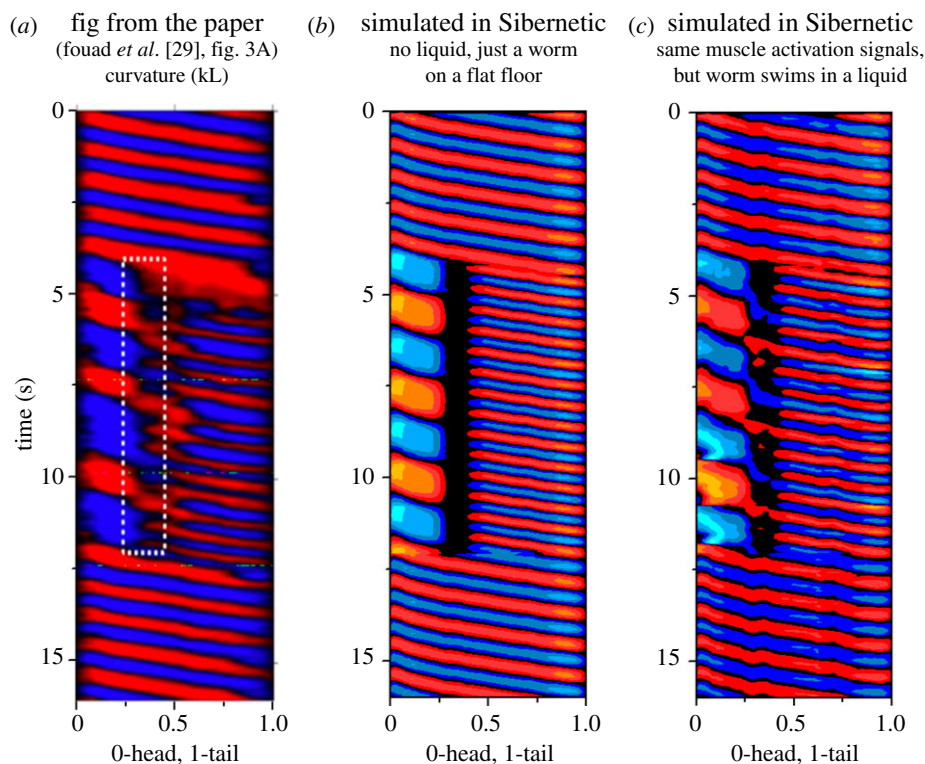 (a) fig from the paper
(fouad et al. [29], fig. 3A)
curvature (kL)
(b) simulated in Sibernetic
no liquid, just a worm
on a flat floor
(c) simulated in Sibernetic
same muscle activation signals,
but worm swims in a liquid
time (s)
0
5
10
15
0 0.5 1.0
0-head, 1-tail
0
5
10
15
0 0.5 1.0
0-head, 1-tail
0
5
10
15
0 0.5 1.0
0-head, 1-tail